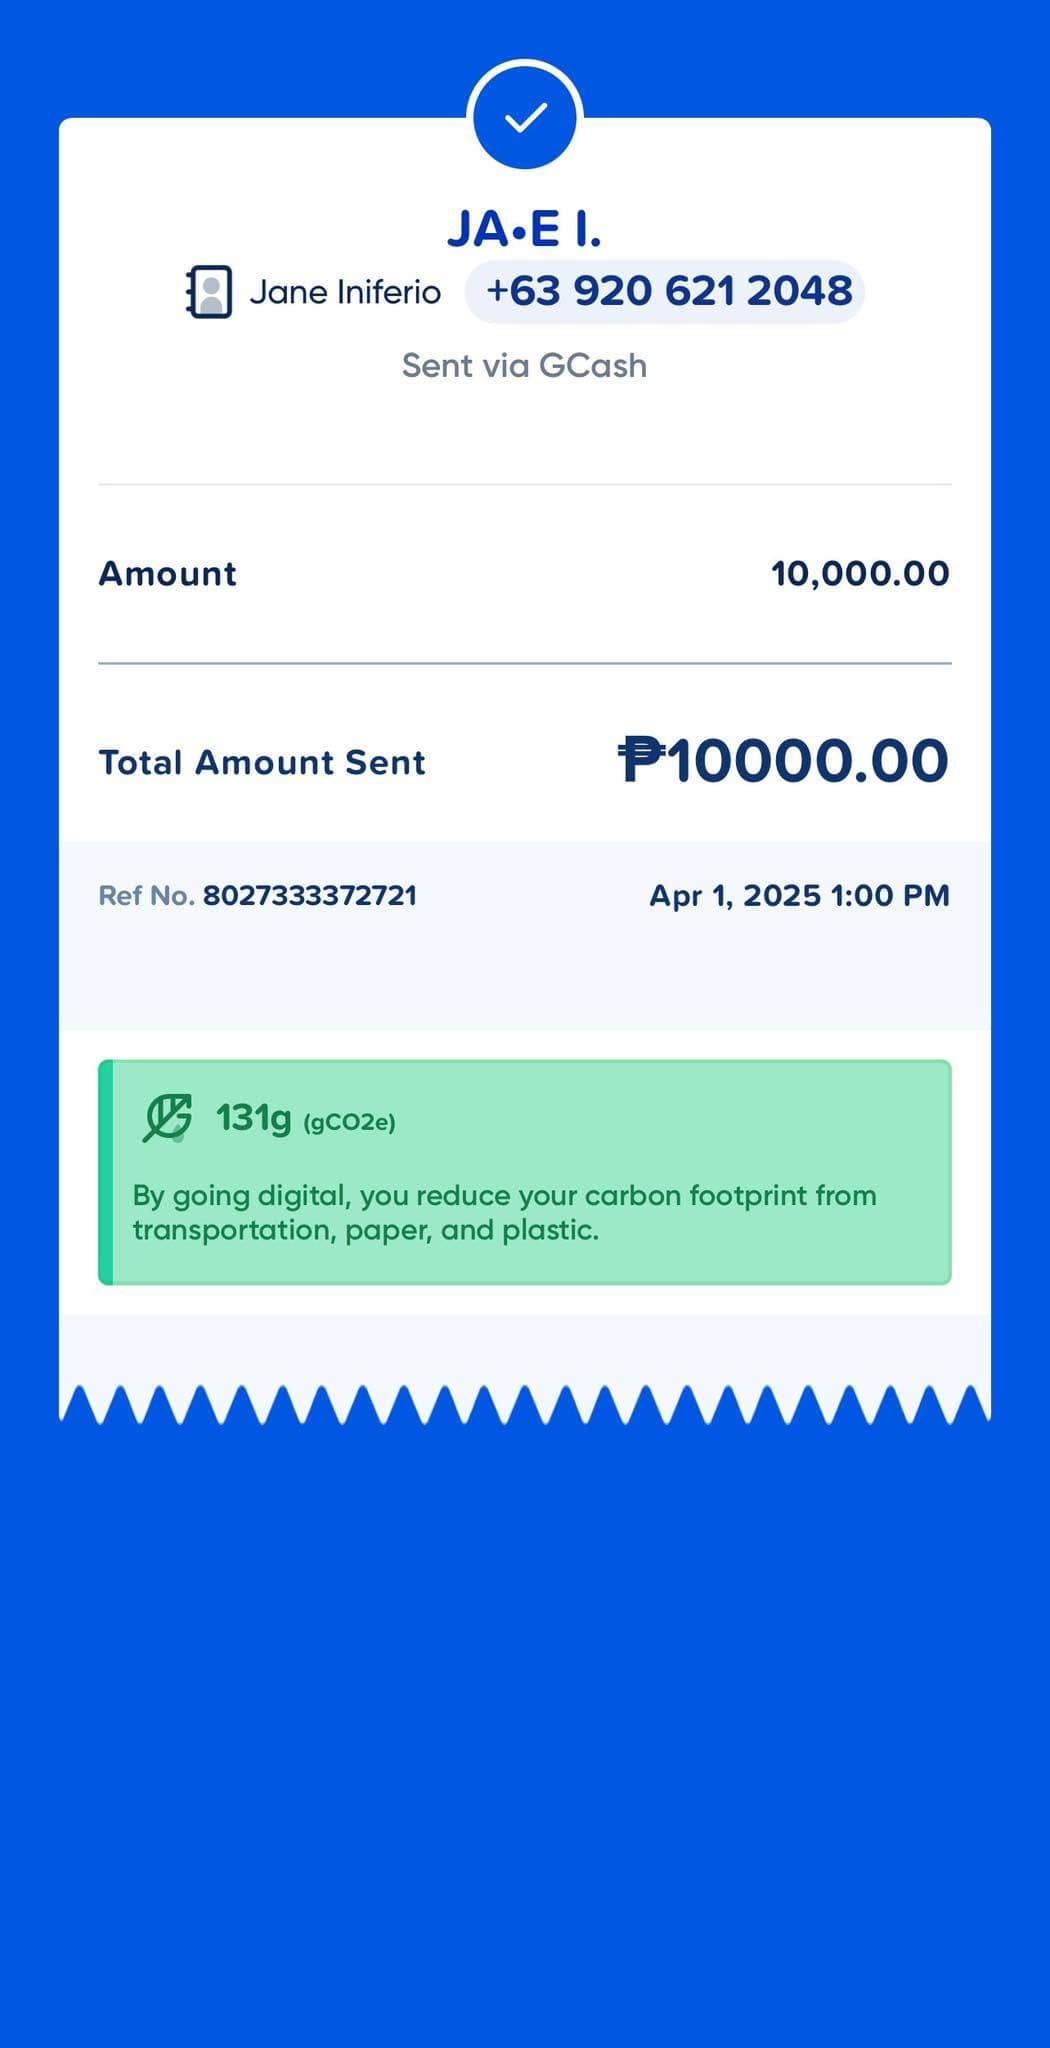 JA•E I.
Jane Iniferio +63 920 621 2048
Sent via GCash
Amount 10,000.00
Total Amount Sent ₱10000.00
Ref No. 8027333372721 Apr 1, 2025 1:00 PM
131g (gCO2e)
By going digital, you reduce your carbon footprint from
transportation, paper, and plastic.